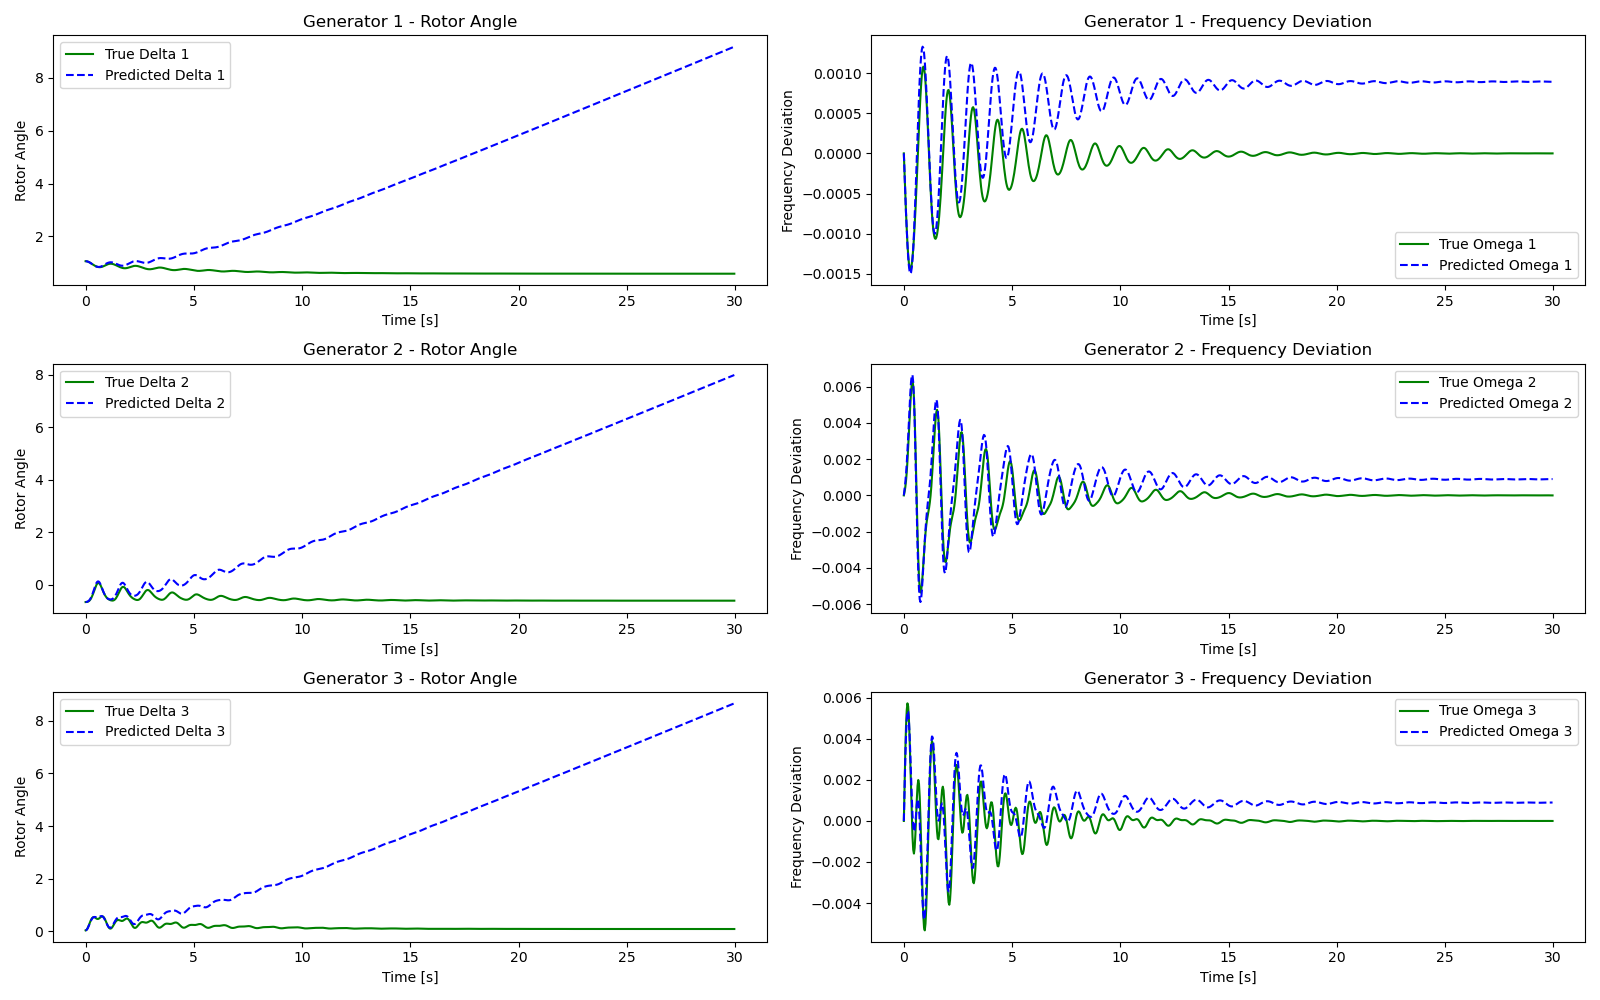 Generator 1 - Rotor Angle
True Delta 1
Predicted Delta 1
Rotor Angle
8
6
4
2
0
5
10
15
20
25
30
Time [s]
Generator 1 - Frequency Deviation
True Omega 1
Predicted Omega 1
Frequency Deviation
0.0010
0.0005
0.0000
−0.0005
−0.0010
−0.0015
0
5
10
15
20
25
30
Time [s]
Generator 2 - Rotor Angle
True Delta 2
Predicted Delta 2
Rotor Angle
8
6
4
2
0
0
5
10
15
20
25
30
Time [s]
Generator 2 - Frequency Deviation
True Omega 2
Predicted Omega 2
Frequency Deviation
0.006
0.004
0.002
0.000
−0.002
−0.004
−0.006
0
5
10
15
20
25
30
Time [s]
Generator 3 - Rotor Angle
True Delta 3
Predicted Delta 3
Rotor Angle
8
6
4
2
0
0
5
10
15
20
25
30
Time [s]
Generator 3 - Frequency Deviation
True Omega 3
Predicted Omega 3
Frequency Deviation
0.006
0.004
0.002
0.000
−0.002
−0.004
0
5
10
15
20
25
30
Time [s]